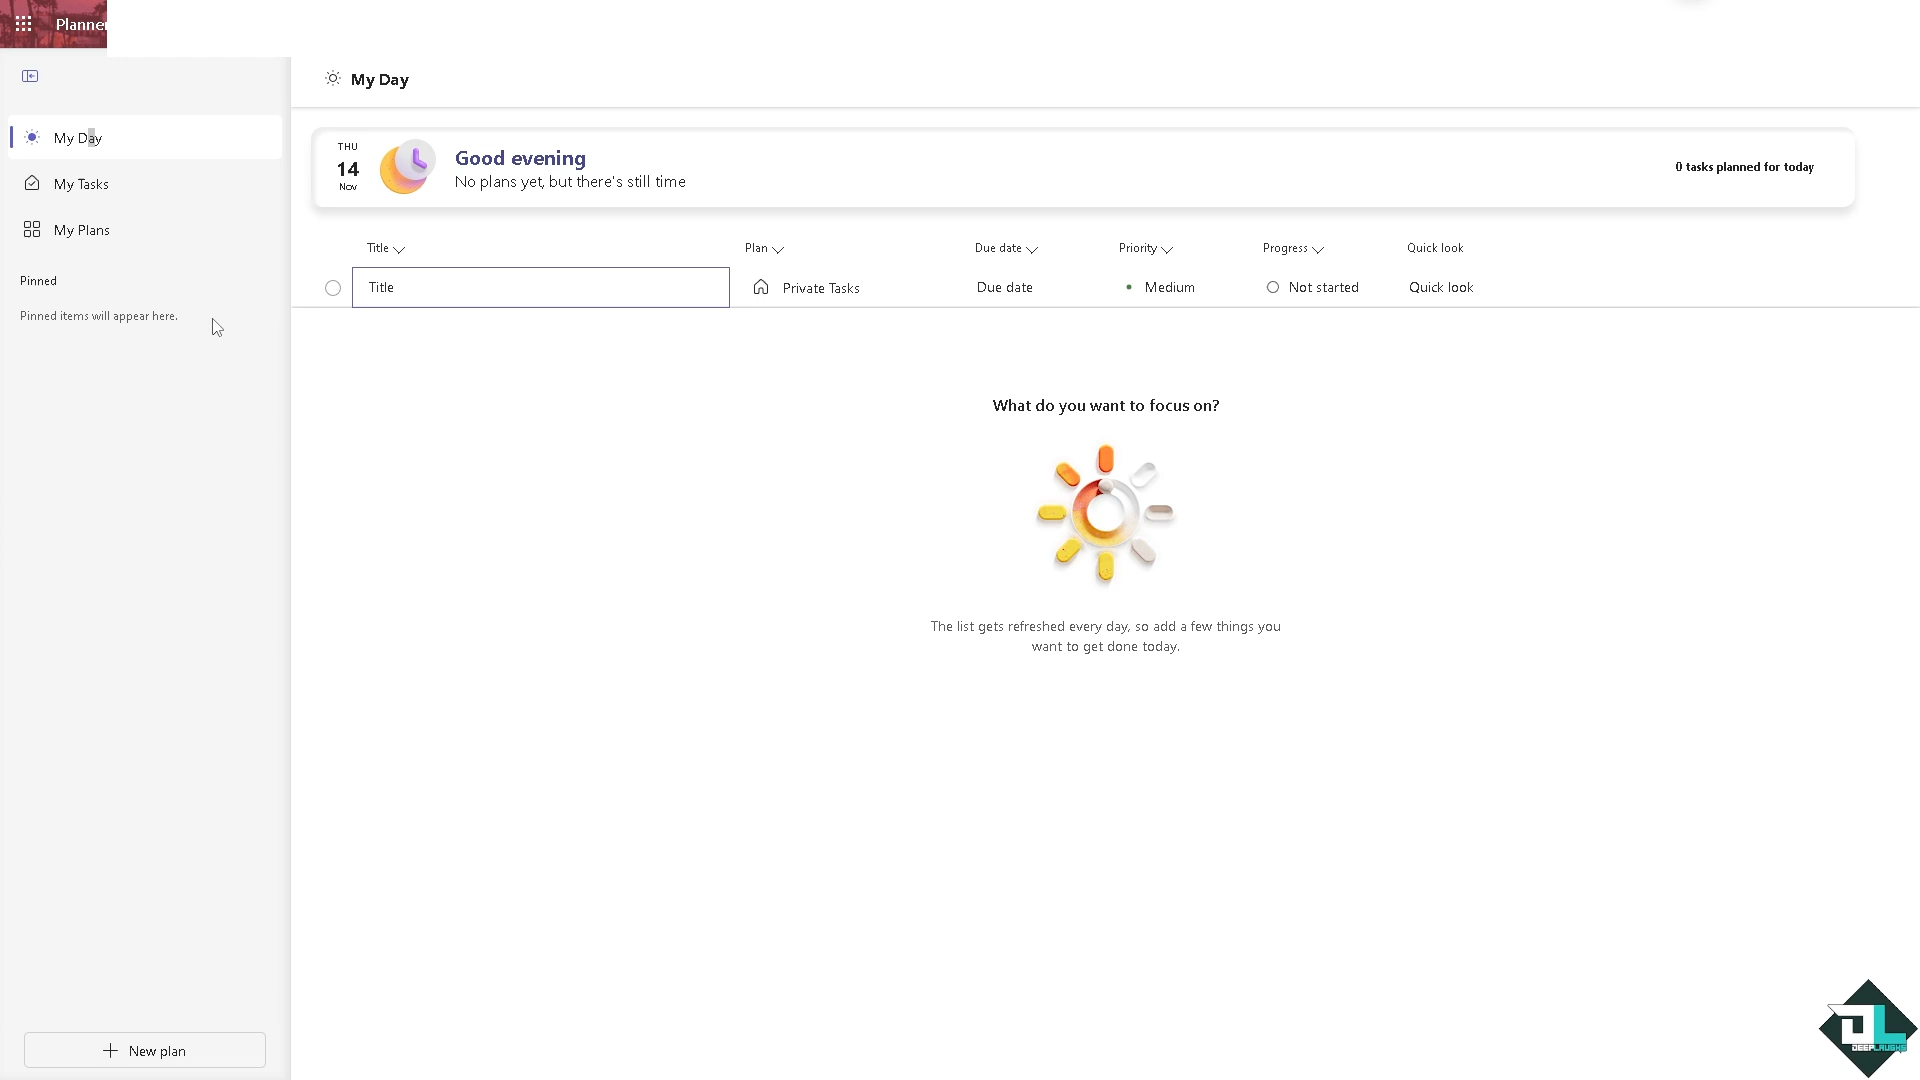 Planner
My Day
My Day
My Tasks
My Plans
Pinned
Pinned items will appear here.
New plan
THU
14
Nov
Good evening
No plans yet, but there's still time
0 tasks planned for today
Title Plan Due date Priority Progress Quick look
Title Private Tasks Due date Medium Not started Quick look
What do you want to focus on?
The list gets refreshed every day, so add a few things you
want to get done today.
DL
DEEPLAUGHS